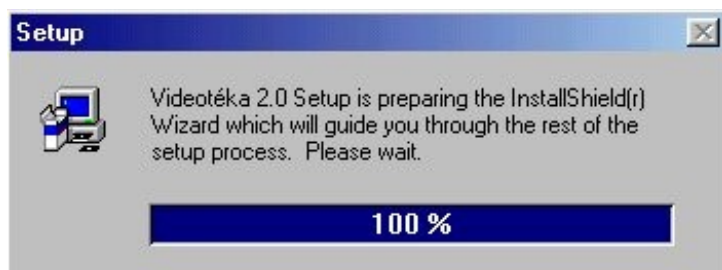 Setup
Videotéka 2.0 Setup is preparing the InstallShield(r)
Wizard which will guide you through the rest of the
setup process.  Please wait.
100 %